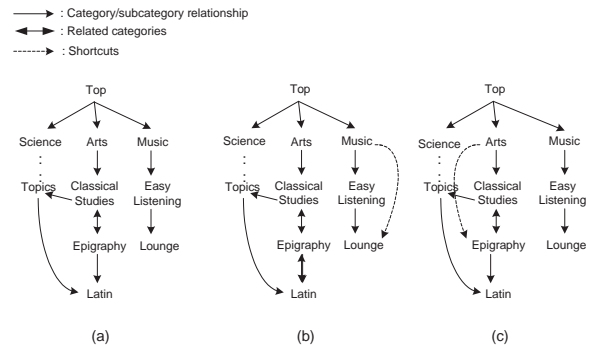 : Category/subcategory relationship
: Related categories
: Shortcuts
Top
Science Arts Music
Topics Classical Studies Easy Listening
Epigraphy Lounge
Latin
(a)
Top
Science Arts Music
Topics Classical Studies Easy Listening
Epigraphy Lounge
Latin
(b)
Top
Science Arts Music
Topics Classical Studies Easy Listening
Epigraphy Lounge
Latin
(c)